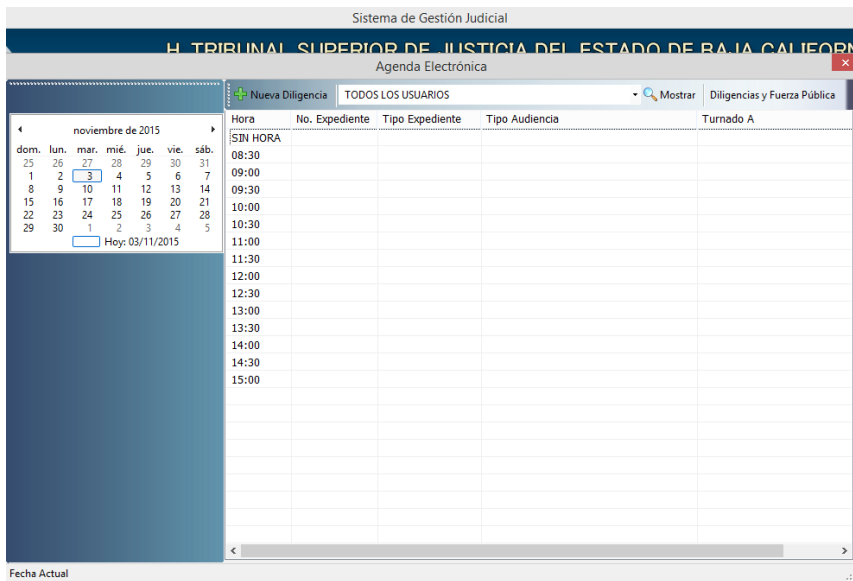 Sistema de Gestión Judicial
H. TRIBUNAL SUPERIOR DE JUSTICIA DEL ESTADO DE BAJA
Agenda Electrónica
Nueva Diligencia TODOS LOS USUARIOS Mostrar Diligencias y Fuerza Pública
noviembre de 2015
dom. lun. mar. mié. jue. vie. sáb.
25 26 27 28 29 30 31
1 2 3 4 5 6 7
8 9 10 11 12 13 14
15 16 17 18 19 20 21
22 23 24 25 26 27 28
29 30 1 2 3 4 5
Hoy: 03/11/2015
Hora No. Expediente Tipo Expediente Tipo Audiencia Turnado A
SIN HORA
08:30
09:00
09:30
10:00
10:30
11:00
11:30
12:00
12:30
13:00
13:30
14:00
14:30
15:00
Fecha Actual